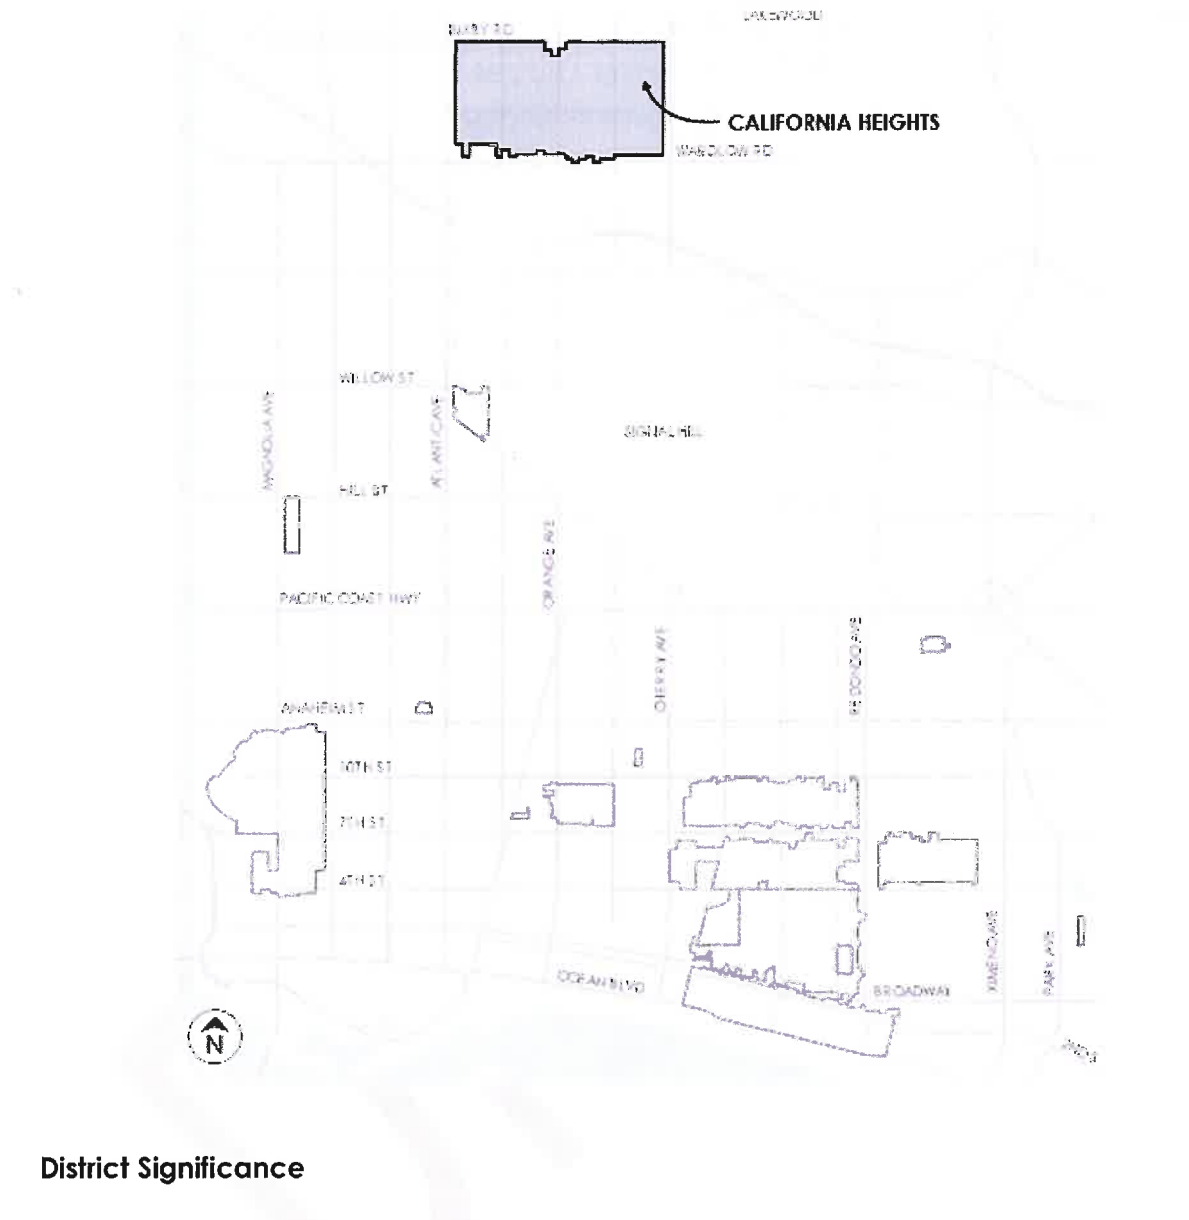 LAKEWOOD
CALIFORNIA HEIGHTS
WARDLOW RD
WILLOW ST
MAGNOLIA AVE
ATLANTIC AVE
SIGNAL HILL
HILL ST
ORANGE AVE
PACIFIC COAST HWY
CHERRY AVE
REDONDO AVE
ANAHEIM ST
10TH ST
7TH ST
4TH ST
XIMENO AVE
PARK AVE
OCEAN BLVD
BROADWAY
N
District Significance